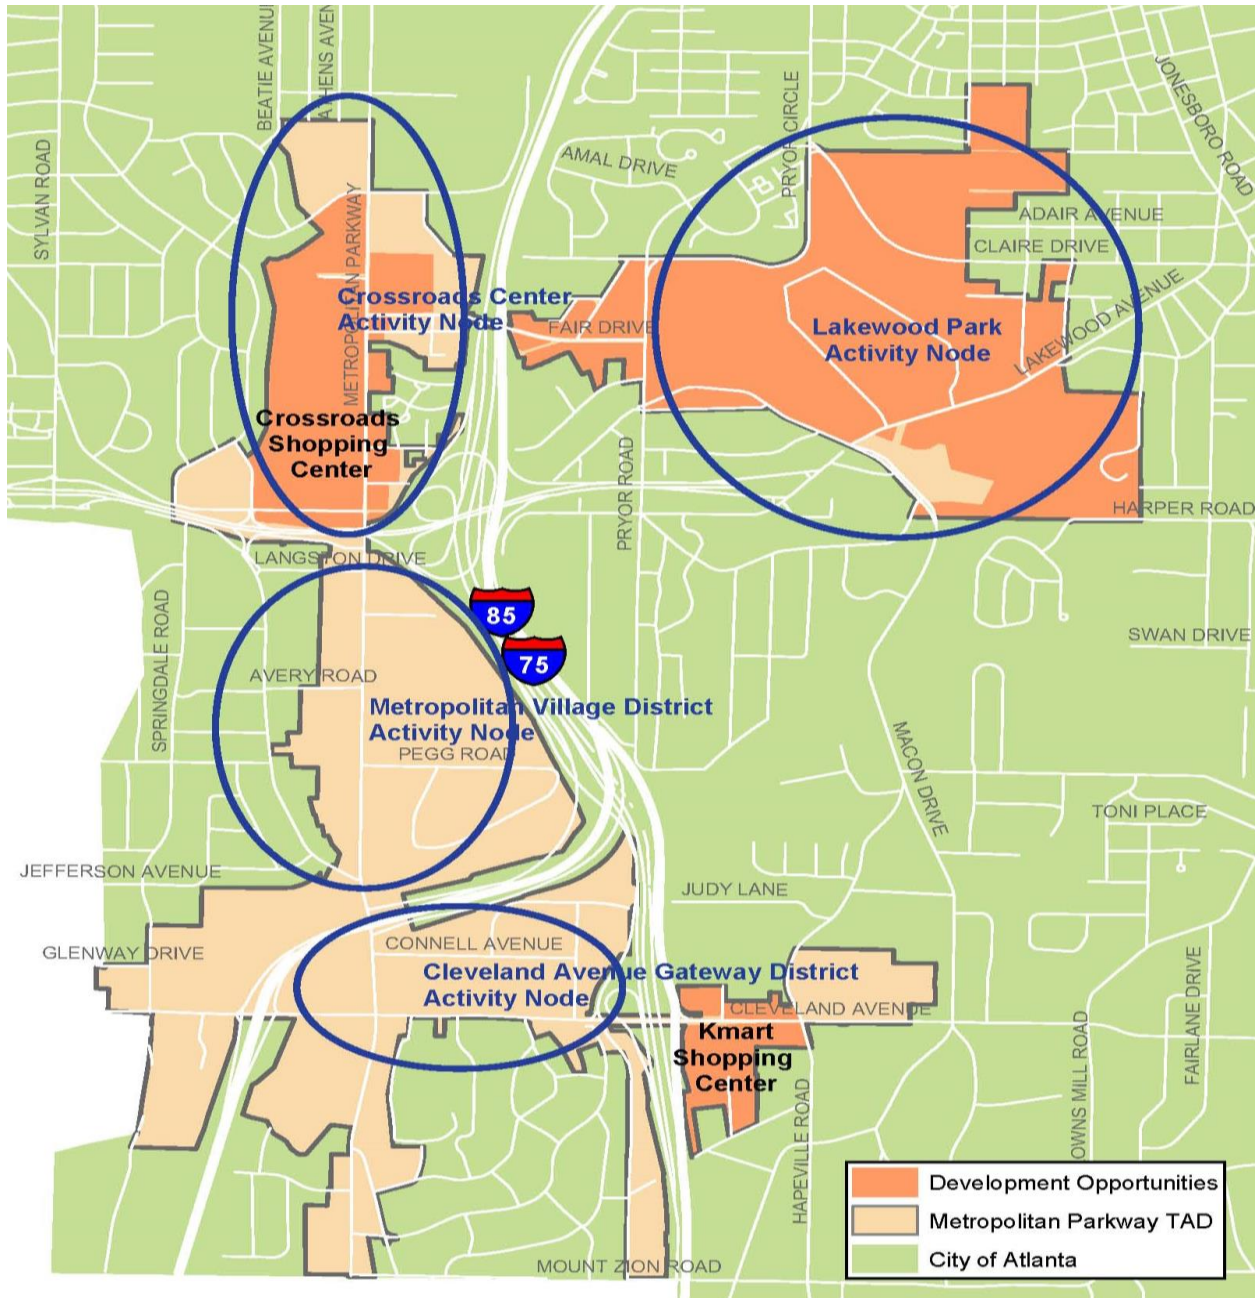 BEATIE AVENUE
ATHENS AVEN
SYLVAN ROAD
JONESBORO ROAD
PRYOR CIRCLE
AMAL DRIVE
ADAIR AVENUE
CLAIRE DRIVE
METROPOLITAN PARKWAY
Crossroads Center
Activity Node
FAIR DRIVE
Lakewood Park
Activity Node
LAKEWOOD AVENUE
Crossroads
Shopping
Center
PRYOR ROAD
HARPER ROAD
LANGSTON DRIVE
85
75
SPRINGDALE ROAD
SWAN DRIVE
AVERY ROAD
Metropolitan Village District
Activity Node
PEGG ROAD
MACON DRIVE
TONI PLACE
JEFFERSON AVENUE
JUDY LANE
GLENWAY DRIVE
CONNELL AVENUE
Cleveland Avenue Gateway District
Activity Node
CLEVELAND AVENUE
Kmart
Shopping
Center
FAIRLANE DRIVE
OWNS MILL ROAD
HAPEVILLE ROAD
MOUNT ZION ROAD
Development Opportunities
Metropolitan Parkway TAD
City of Atlanta